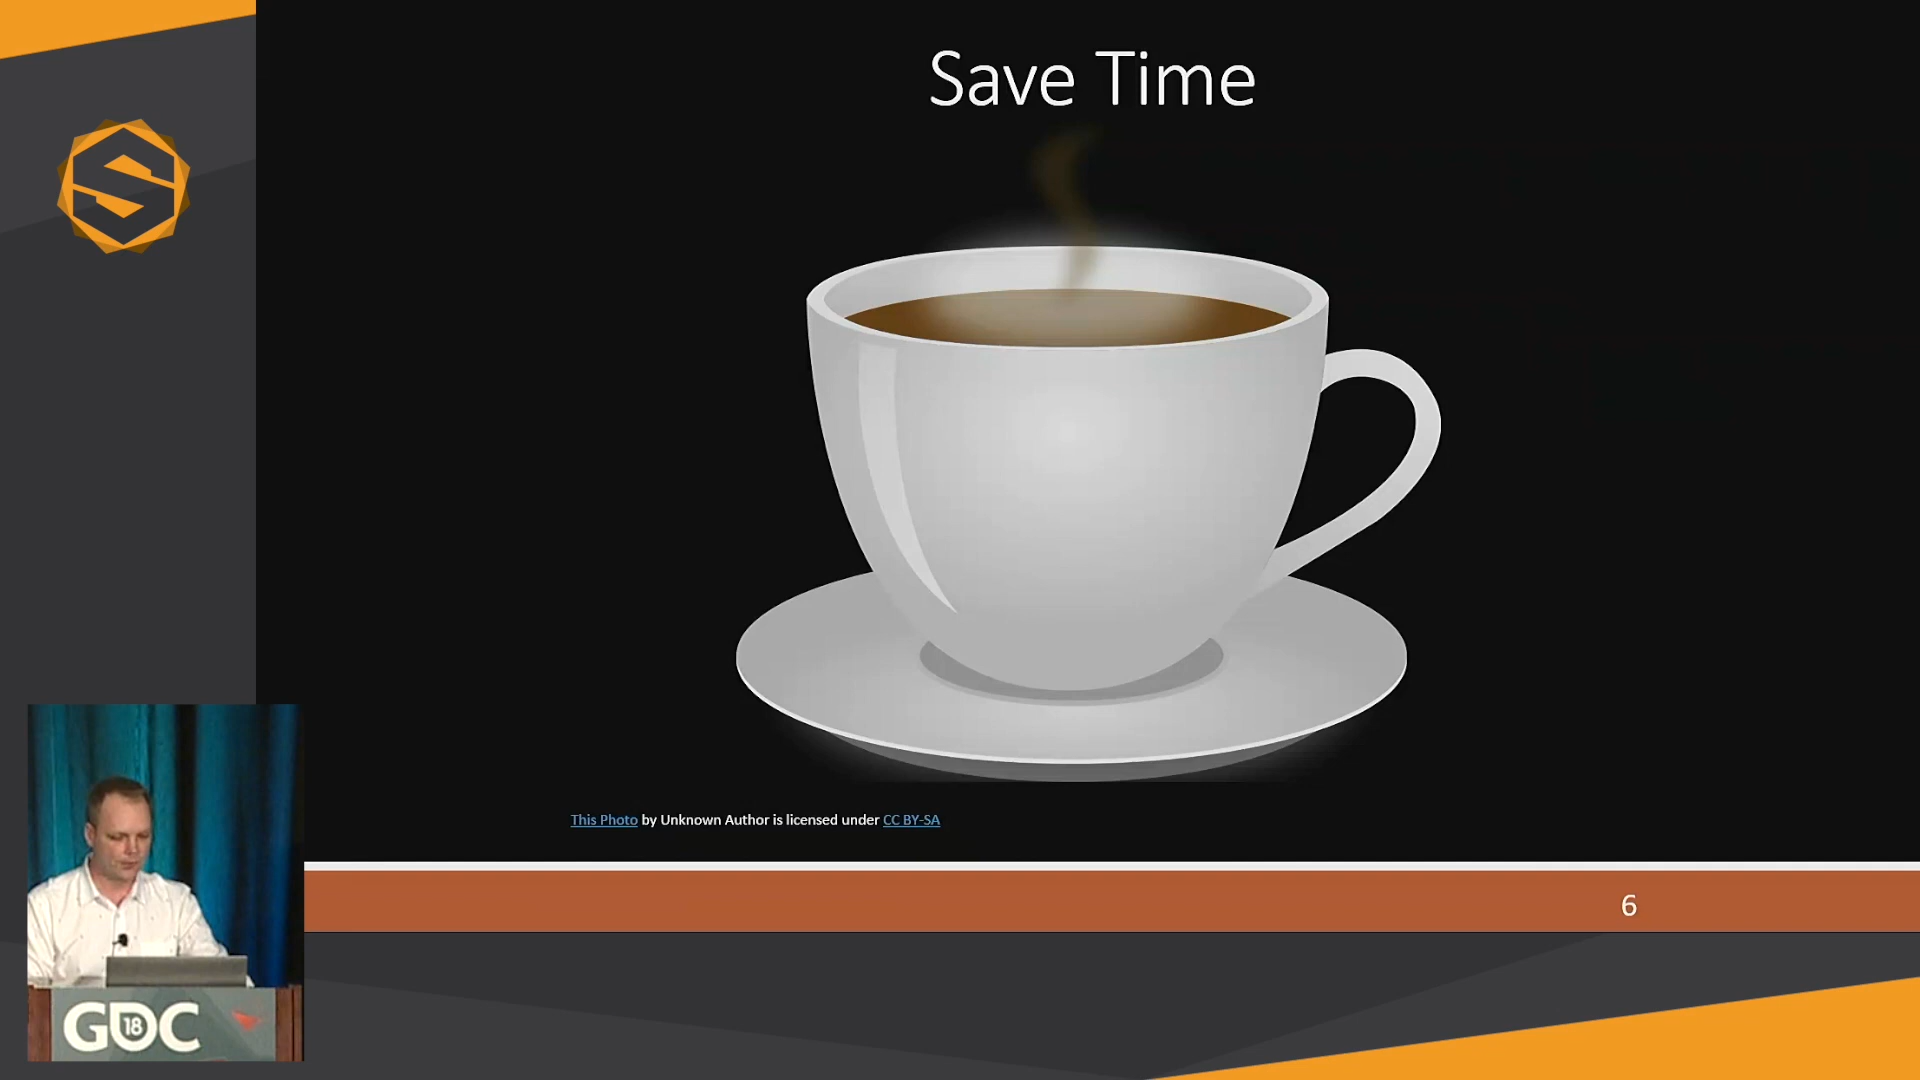 Save Time
This Photo by Unknown Author is licensed under CC BY-SA
6
GDC
18